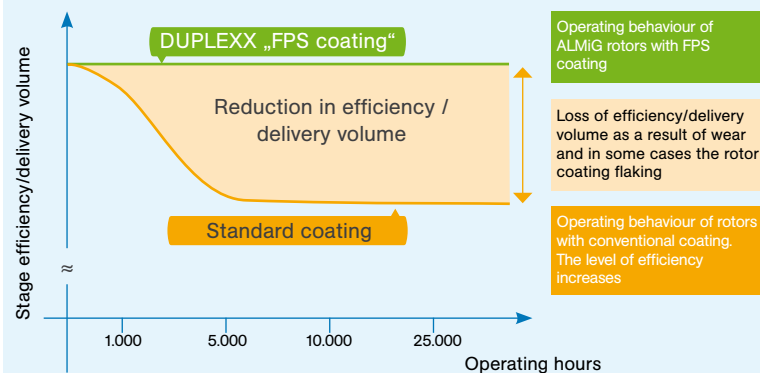 DUPLEXX „FPS coating“
Reduction in efficiency /
delivery volume
Standard coating
Stage efficiency/delivery volume
≈
1.000
5.000
10.000
25.000
Operating hours
Operating behaviour of
ALMiG rotors with FPS
coating
Loss of efficiency/delivery
volume as a result of wear
and in some cases the rotor
coating flaking
Operating behaviour of rotors
with conventional coating.
The level of efficiency
increases